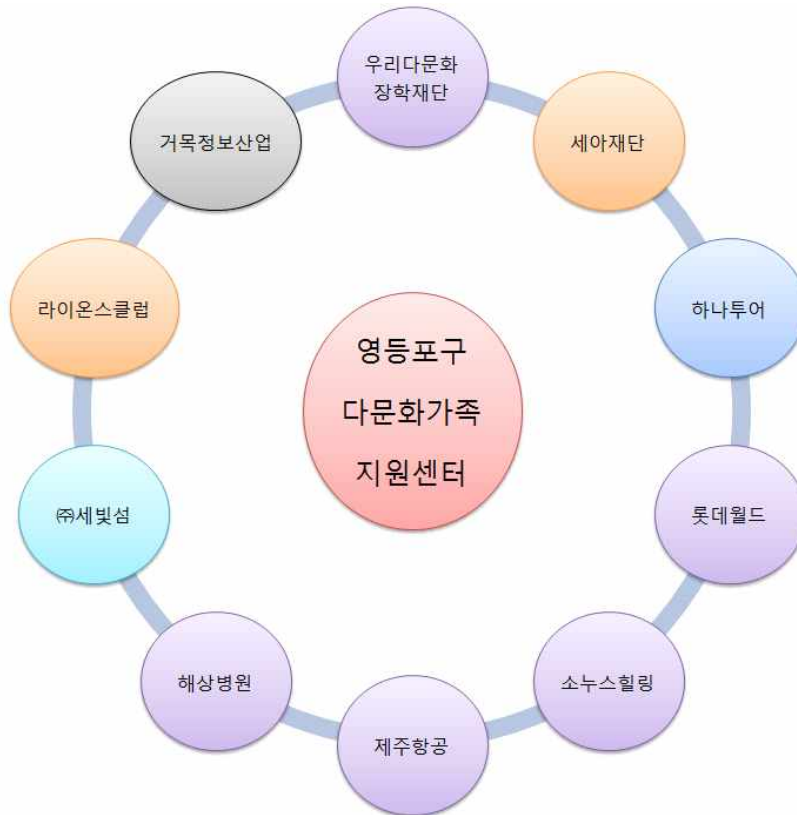 우리다문화
장학재단
세아재단
하나투어
롯데월드
소누스힐링
제주항공
해상병원
㈜세빛섬
라이온스클럽
거목정보산업
영등포구
다문화가족
지원센터